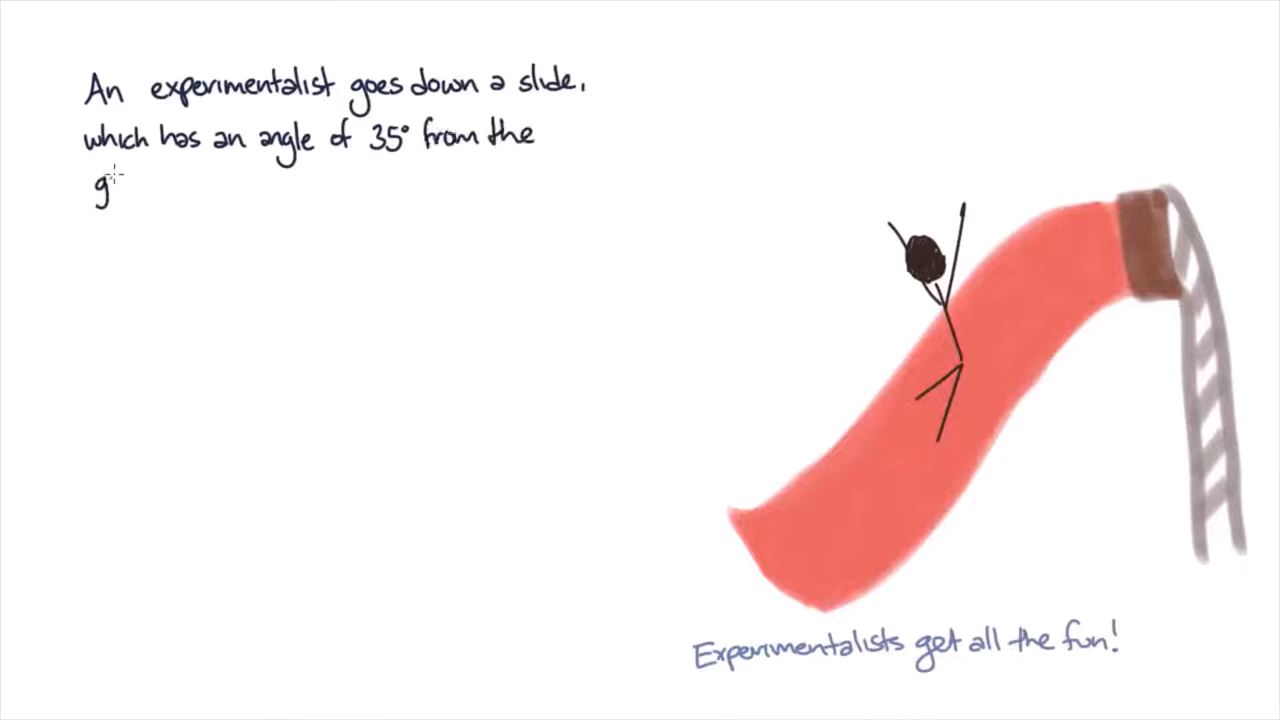 An experimentalist goes down a slide,
which has an angle of 35° from the
g
Experimentalists get all the fun!